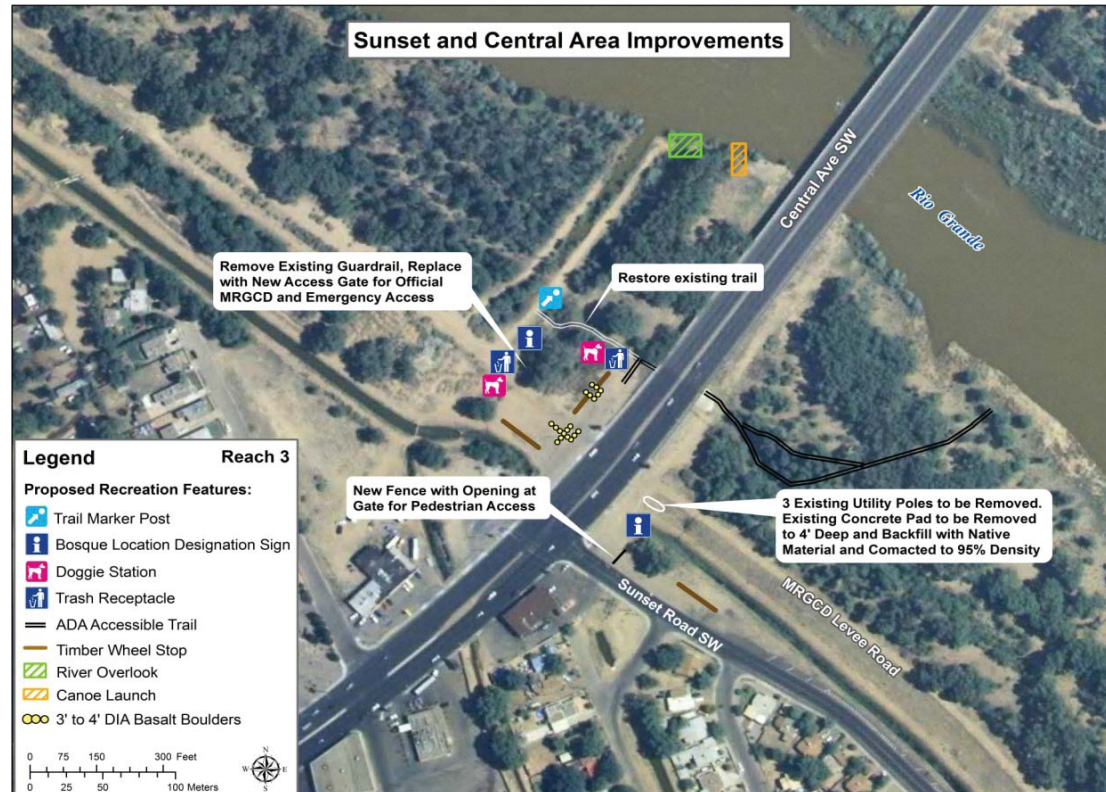 Sunset and Central Area Improvements
Central Ave SW
Rio Grande
Remove Existing Guardrail, Replace
with New Access Gate for Official
MRGCD and Emergency Access
Restore existing trail
New Fence with Opening at
Gate for Pedestrian Access
3 Existing Utility Poles to be Removed.
Existing Concrete Pad to be Removed
to 4' Deep and Backfill with Native
Material and Comacted to 95% Density
Sunset Road SW
MRGCD Levee Road
Legend Reach 3
Proposed Recreation Features:
Trail Marker Post
Bosque Location Designation Sign
Doggie Station
Trash Receptacle
ADA Accessible Trail
Timber Wheel Stop
River Overlook
Canoe Launch
3' to 4' DIA Basalt Boulders
0 75 150 300 Feet
0 25 50 100 Meters
N
W E
S